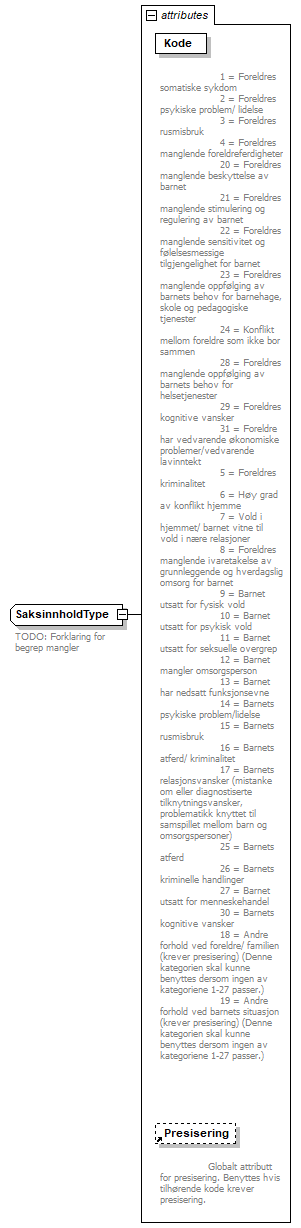 attributes
Kode
1 = Foreldres
somatiske sykdom
2 = Foreldres
psykiske problem/ lidelse
3 = Foreldres
rusmisbruk
4 = Foreldres
manglende foreldreferdigheter
20 = Foreldres
manglende beskyttelse av
barnet
21 = Foreldres
manglende stimulering og
regulering av barnet
22 = Foreldres
manglende sensitivitet og
følelsesmessige
tilgjengelighet for barnet
23 = Foreldres
manglende oppfølging av
barnets behov for barnehage,
skole og pedagogiske
tjenester
24 = Konflikt
mellom foreldre som ikke bor
sammen
28 = Foreldres
manglende oppfølging av
barnets behov for
helsetjenester
29 = Foreldres
kognitive vansker
31 = Foreldre
har vedvarende økonomiske
problemer/vedvarende
lavinntekt
5 = Foreldres
kriminalitet
6 = Høy grad
av konflikt hjemme
7 = Vold i
hjemmet/ barnet vitne til
vold i nære relasjoner
8 = Foreldres
manglende ivaretakelse av
grunnleggende og hverdagslig
omsorg for barnet
9 = Barnet
utsatt for fysisk vold
10 = Barnet
utsatt for psykisk vold
11 = Barnet
utsatt for seksuelle overgrep
12 = Barnet
mangler omsorgsperson
13 = Barnet
har nedsatt funksjonsevne
14 = Barnets
psykiske problem/lidelse
15 = Barnets
rusmisbruk
16 = Barnets
atferd/ kriminalitet
17 = Barnets
relasjonsvansker (mistanke
om eller diagnostiserte
tilknytningsvansker,
problematikk knyttet til
samspillet mellom barn og
omsorgspersoner)
25 = Barnets
atferd
26 = Barnets
kriminelle handlinger
27 = Barnet
utsatt for menneskehandel
30 = Barnets
kognitive vansker
18 = Andre
forhold ved foreldre/ familien
(krever presisering) (Denne
kategorien skal kunne
benyttes dersom ingen av
kategoriene 1-27 passer.)
19 = Andre
forhold ved barnets situasjon
(krever presisering) (Denne
kategorien skal kunne
benyttes dersom ingen av
kategoriene 1-27 passer.)
SaksinnholdType
TODO: Forklaring for
begrep mangler
Presisering
Globalt attributt
for presisering. Benyttes hvis
tilhørende kode krever
presisering.